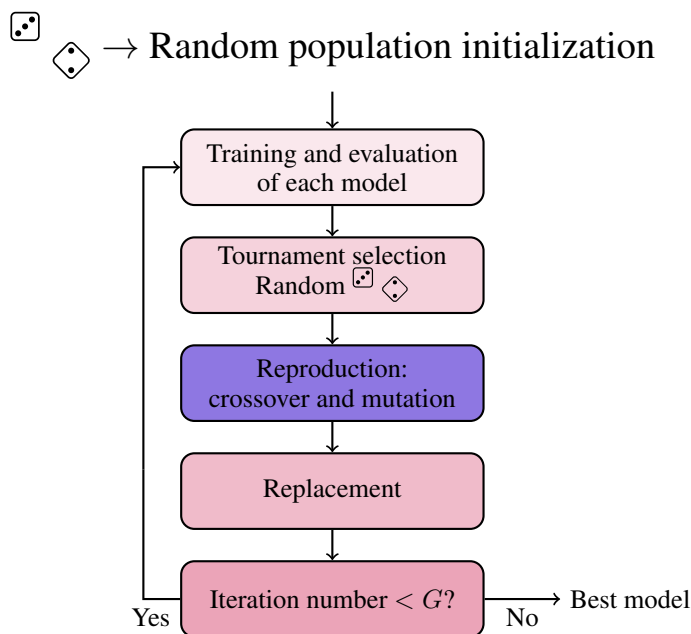 → Random population initialization
Training and evaluation
of each model
Tournament selection
Random
Reproduction:
crossover and mutation
Replacement
Iteration number < G?
Yes
No
Best model